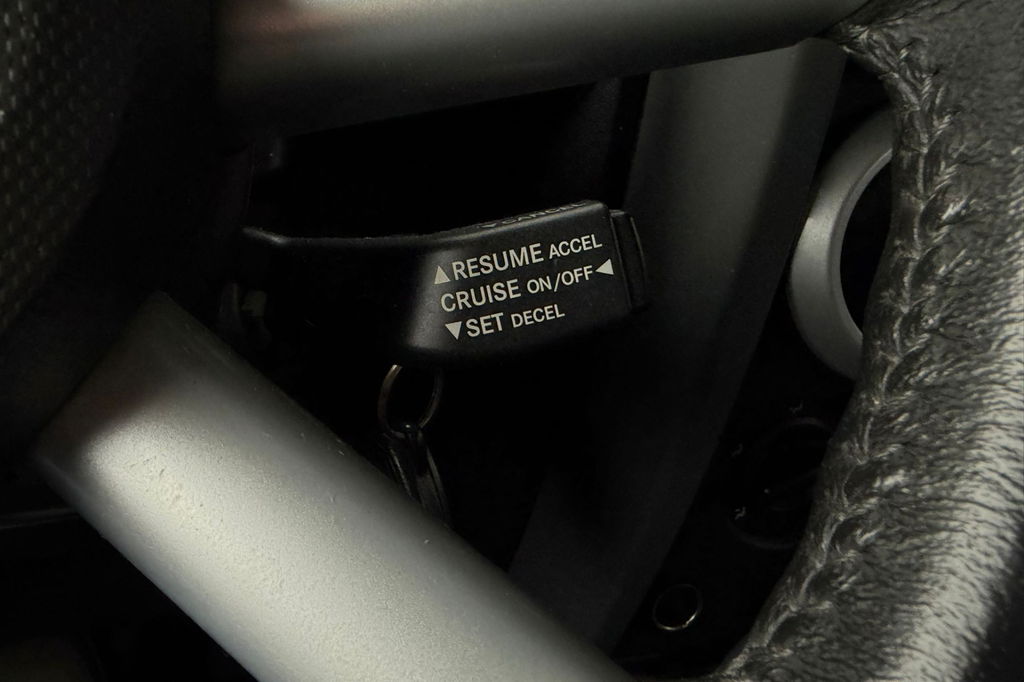 ▲RESUME ACCEL
CRUISE ON/OFF◀
▼SET DECEL